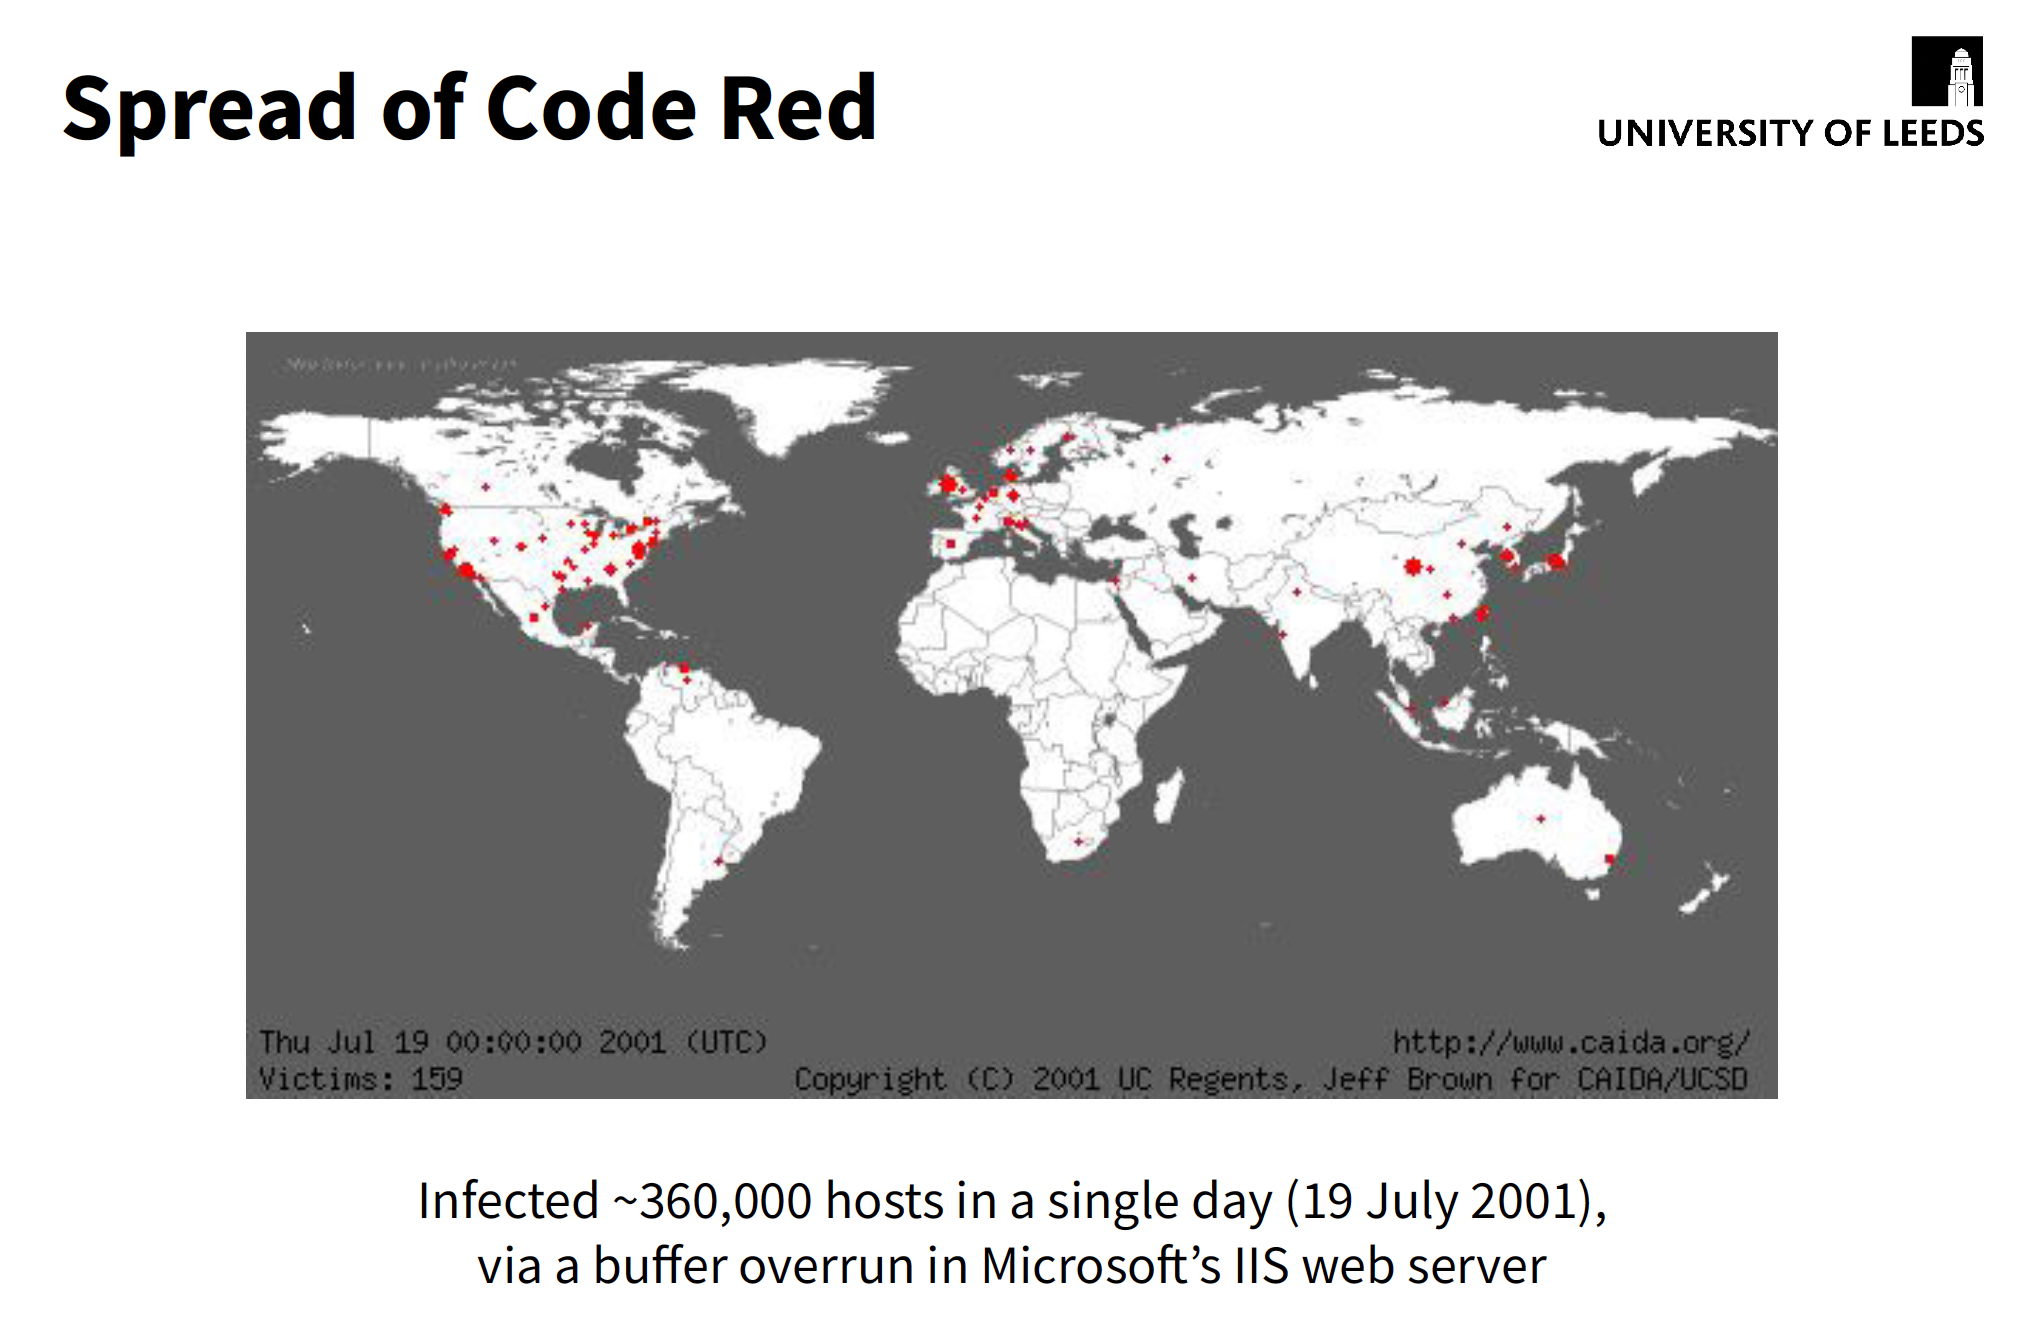 Spread of Code Red
UNIVERSITY OF LEEDS
Thu Jul 19 00:00:00 2001 (UTC)
Victims: 159
http://www.caida.org/
Copyright (C) 2001 UC Regents, Jeff Brown for CAIDA/UCSD
Infected ~360,000 hosts in a single day (19 July 2001),
via a buffer overrun in Microsoft’s IIS web server